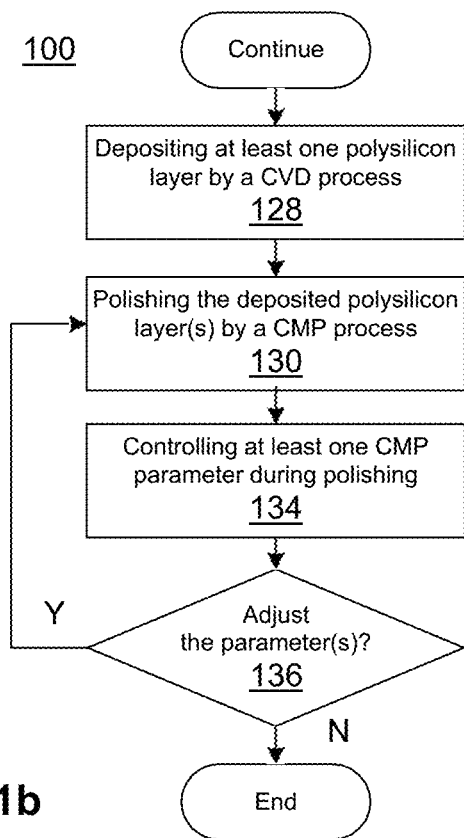 100
Continue
Depositing at least one polysilicon
layer by a CVD process
128
Polishing the deposited polysilicon
layer(s) by a CMP process
130
Controlling at least one CMP
parameter during polishing
134
Y
Adjust
the parameter(s)?
136
N
1b
End